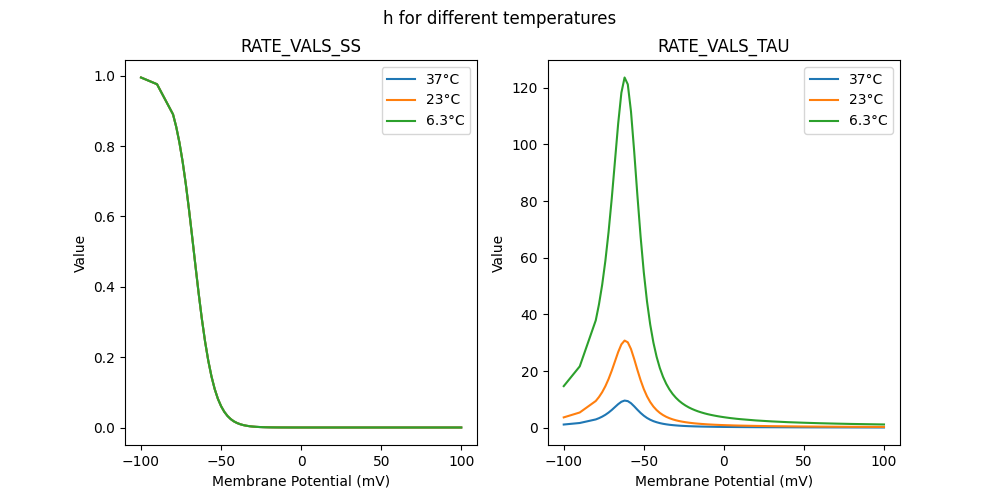 h for different temperatures
RATE_VALS_SS
1.0
0.8
0.6
0.4
0.2
0.0
Value
−100
−50
0
50
100
Membrane Potential (mV)
37°C
23°C
6.3°C
RATE_VALS_TAU
120
100
80
60
40
20
0
Value
−100
−50
0
50
100
Membrane Potential (mV)
37°C
23°C
6.3°C